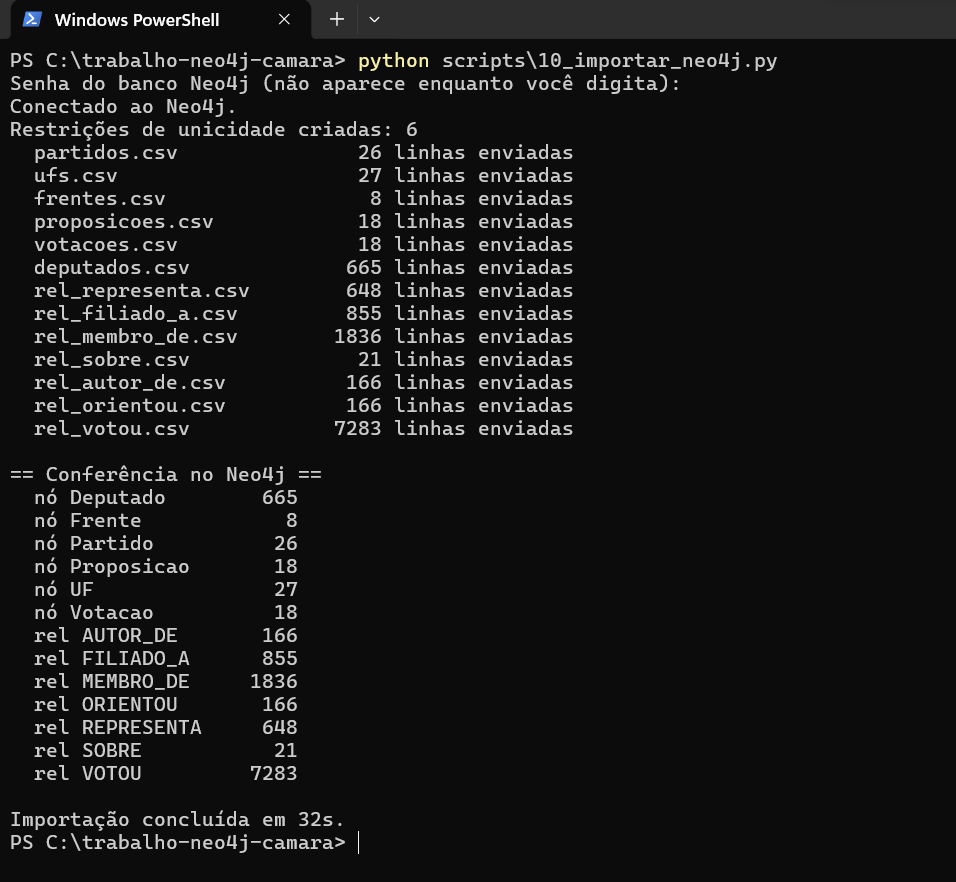 Windows PowerShell
PS C:\trabalho-neo4j-camara> python scripts\10_importar_neo4j.py
Senha do banco Neo4j (não aparece enquanto você digita):
Conectado ao Neo4j.
Restrições de unicidade criadas: 6
  partidos.csv               26 linhas enviadas
  ufs.csv                    27 linhas enviadas
  frentes.csv                 8 linhas enviadas
  proposicoes.csv            18 linhas enviadas
  votacoes.csv               18 linhas enviadas
  deputados.csv             665 linhas enviadas
  rel_representa.csv        648 linhas enviadas
  rel_filiado_a.csv         855 linhas enviadas
  rel_membro_de.csv        1836 linhas enviadas
  rel_sobre.csv              21 linhas enviadas
  rel_autor_de.csv          166 linhas enviadas
  rel_orientou.csv          166 linhas enviadas
  rel_votou.csv            7283 linhas enviadas

== Conferência no Neo4j ==
  nó Deputado        665
  nó Frente            8
  nó Partido          26
  nó Proposicao       18
  nó UF               27
  nó Votacao          18
  rel AUTOR_DE       166
  rel FILIADO_A      855
  rel MEMBRO_DE     1836
  rel ORIENTOU       166
  rel REPRESENTA     648
  rel SOBRE           21
  rel VOTOU         7283

Importação concluída em 32s.
PS C:\trabalho-neo4j-camara>